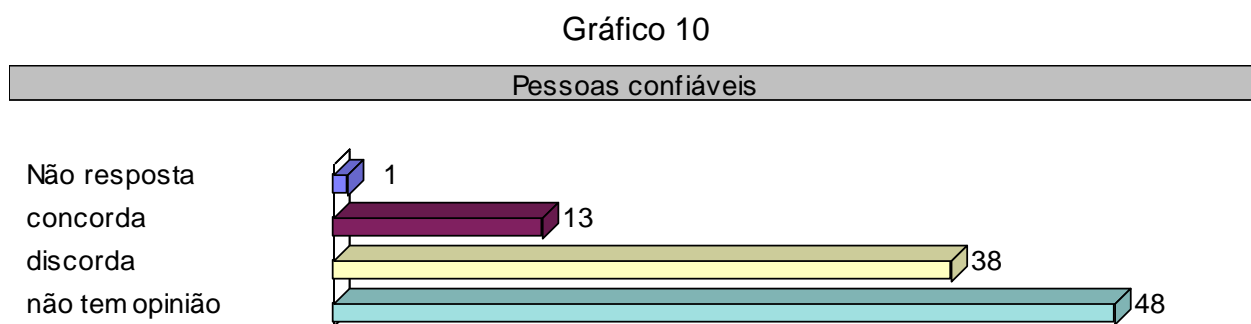 Gráfico 10
Pessoas confiáveis
Não resposta 1
concorda 13
discorda 38
não tem opinião 48